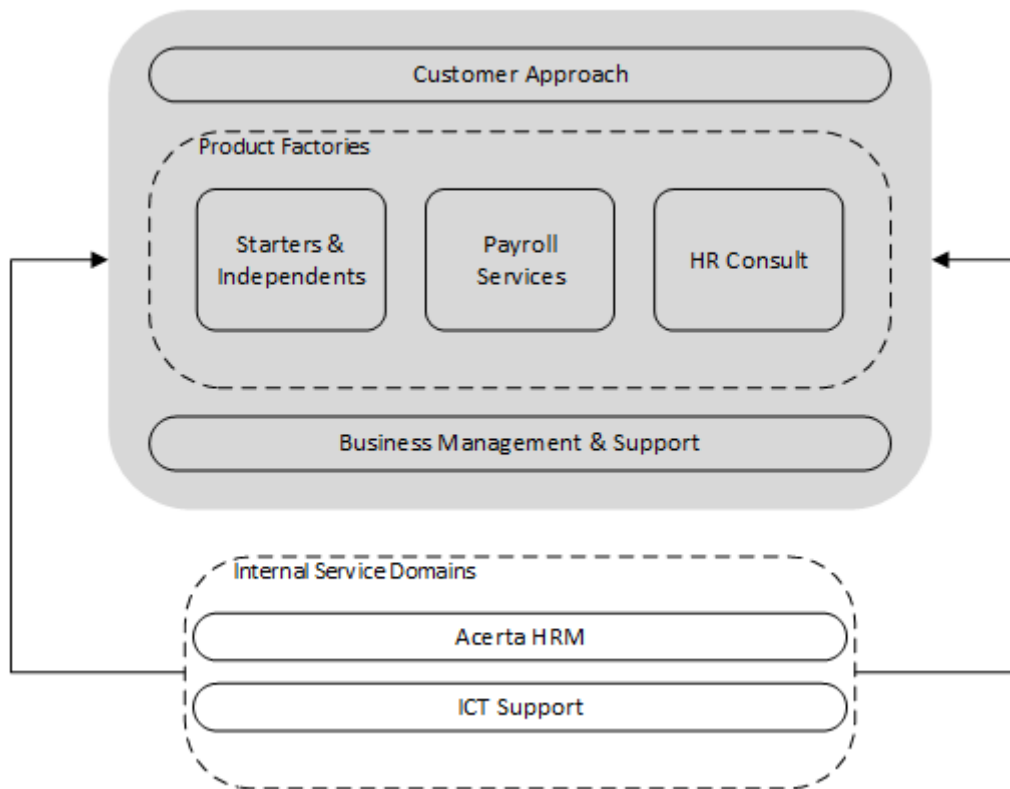 Customer Approach
Product Factories
Starters &
Independents
Payroll
Services
HR Consult
Business Management & Support
Internal Service Domains
Acerta HRM
ICT Support